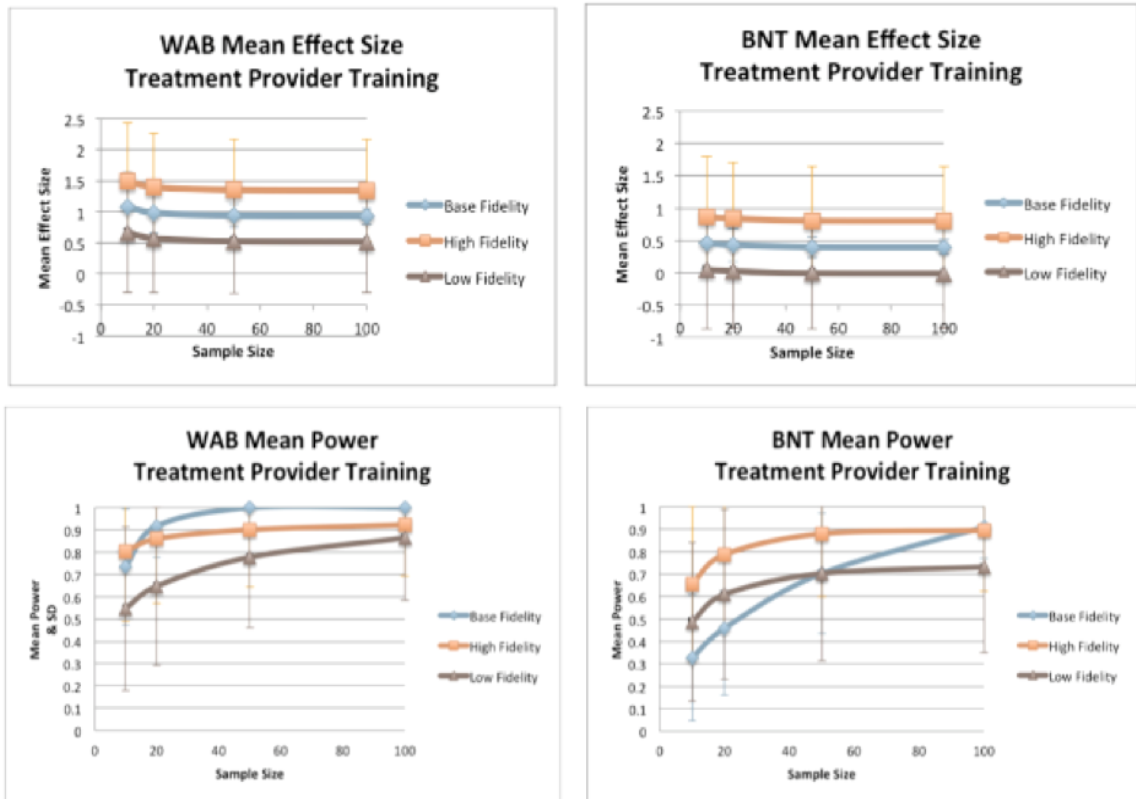 WAB Mean Effect Size
Treatment Provider Training
2.5
2
1.5
1
0.5
0
-0.5
-1
Mean Effect Size
0 20 40 60 80 100
Sample Size
Base Fidelity
High Fidelity
Low Fidelity
BNT Mean Effect Size
Treatment Provider Training
2.5
2
1.5
1
0.5
0
-0.5
-1
Mean Effect Size
0 20 40 60 80 100
Sample Size
Base Fidelity
High Fidelity
Low Fidelity
WAB Mean Power
Treatment Provider Training
1
0.9
0.8
0.7
0.6
0.5
0.4
0.3
0.2
0.1
0
Mean Power
& SD
0 20 40 60 80 100
Sample Size
Base Fidelity
High Fidelity
Low Fidelity
BNT Mean Power
Treatment Provider Training
1
0.9
0.8
0.7
0.6
0.5
0.4
0.3
0.2
0.1
0
Mean Power
0 20 40 60 80 100
Sample Size
Base Fidelity
High Fidelity
Low Fidelity